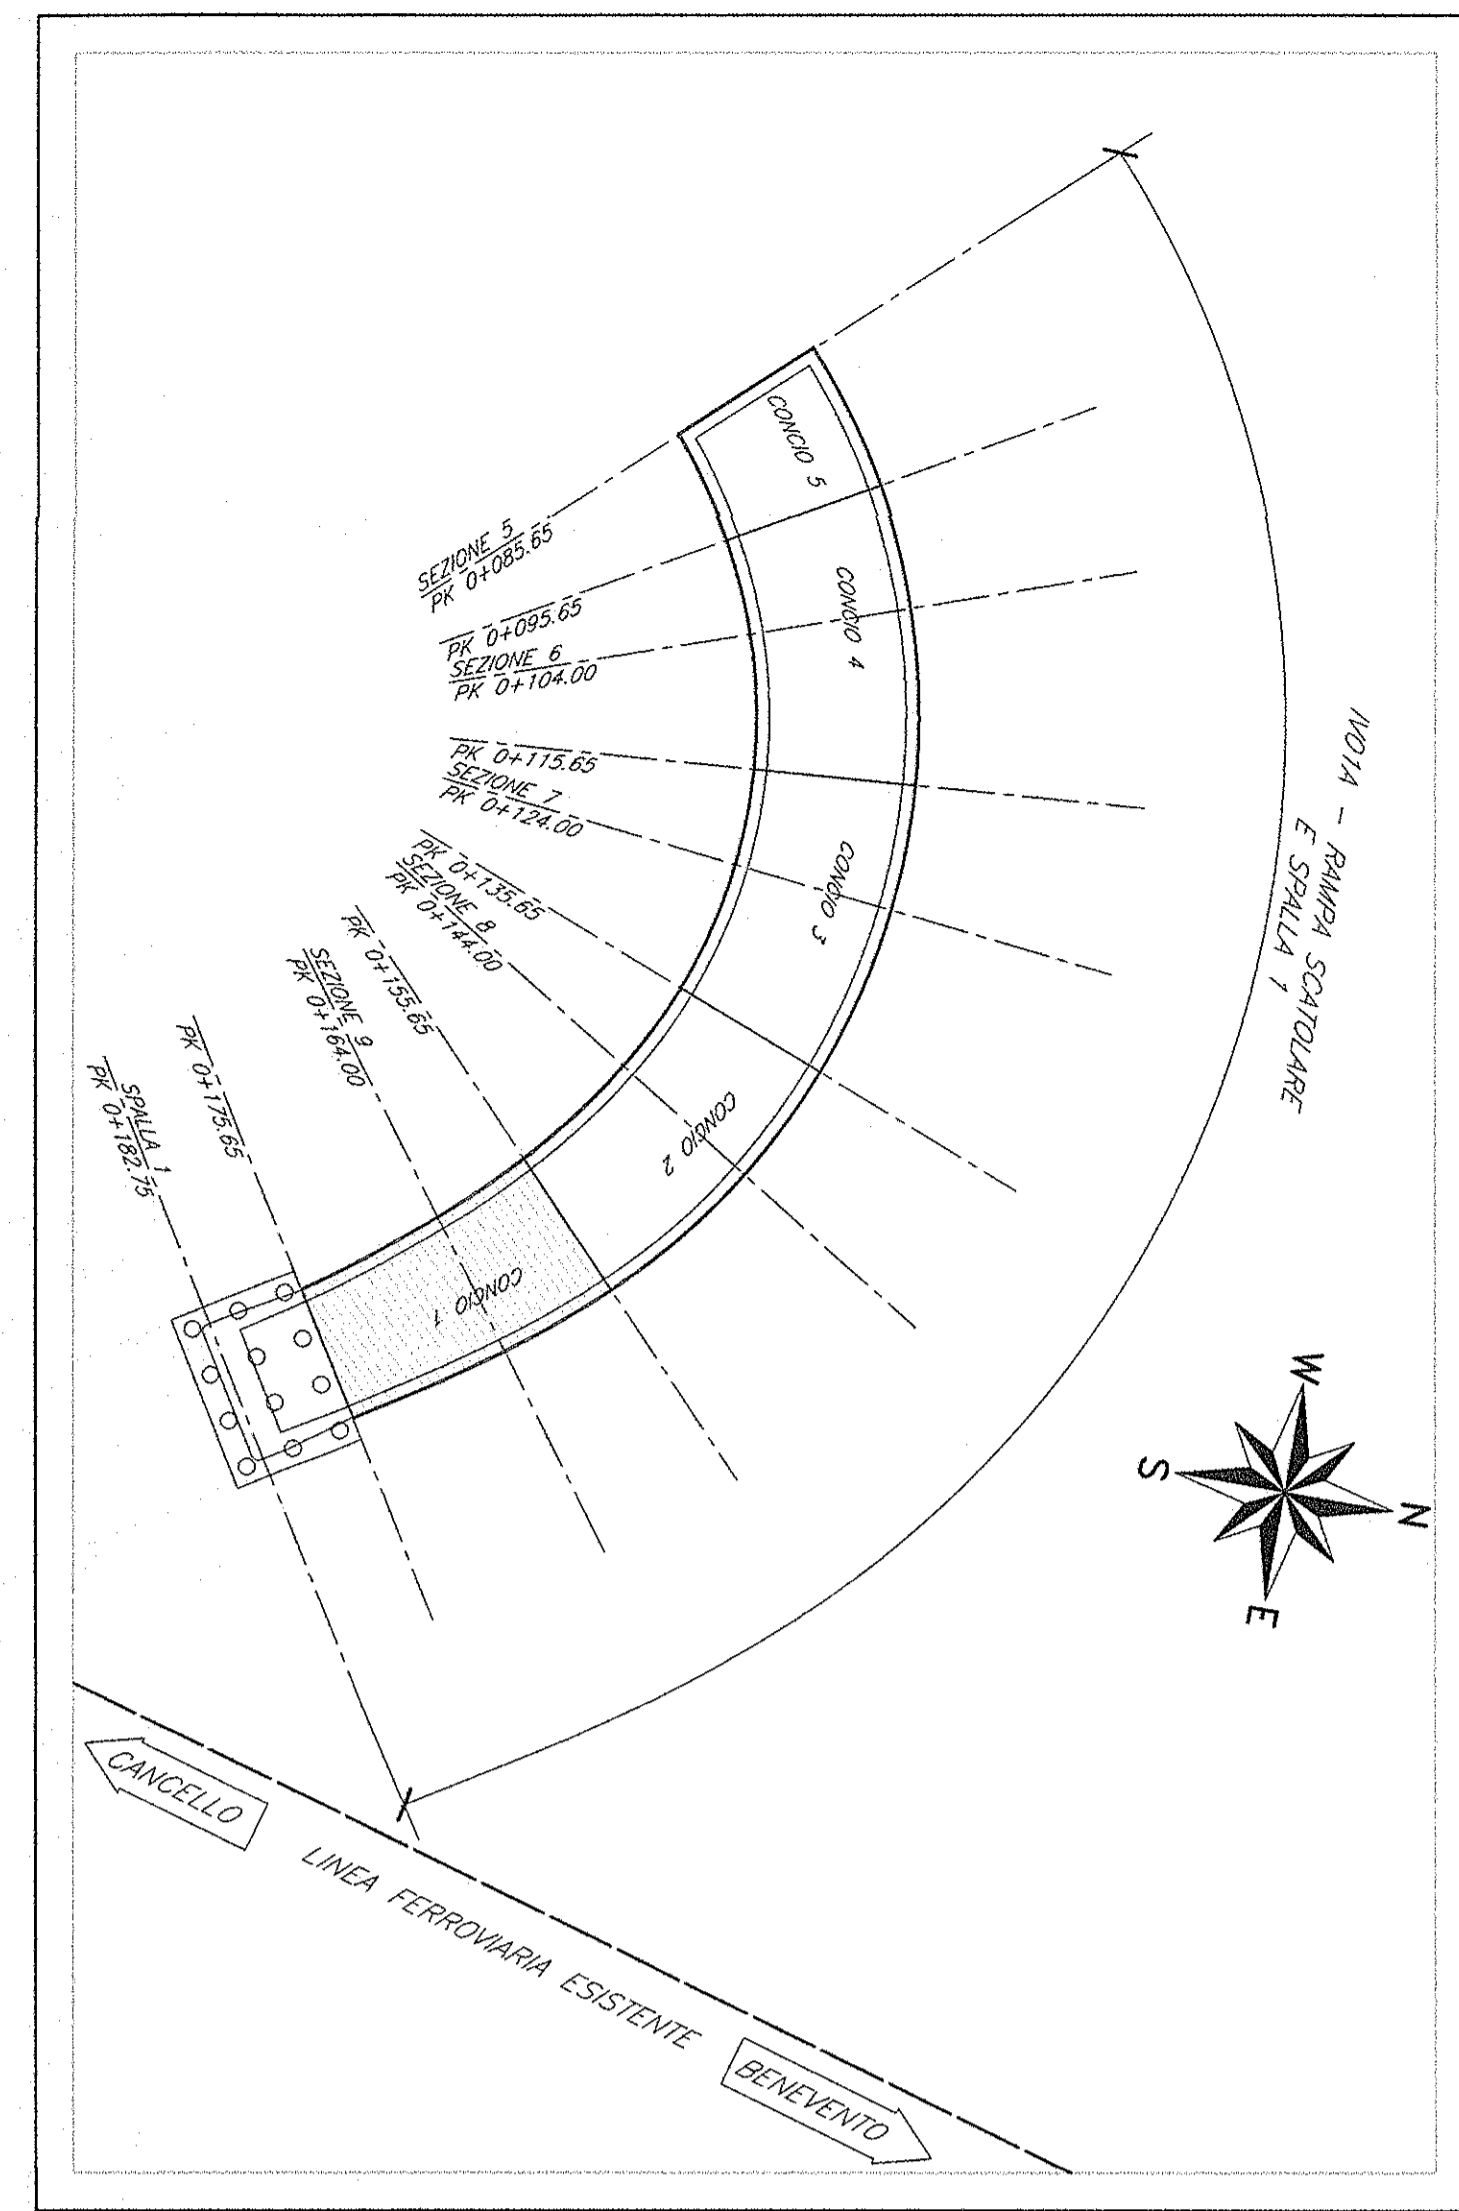 IV01A - RAMPA SCATOLARE
E SPALLA 1
CONCIO 5
CONCIO 4
CONCIO 3
CONCIO 2
CONCIO 1
SEZIONE 5
PK 0+085.65
PK 0+095.65
SEZIONE 6
PK 0+104.00
PK 0+115.65
SEZIONE 7
PK 0+124.00
PK 0+135.65
SEZIONE 8
PK 0+144.00
PK 0+155.65
SEZIONE 9
PK 0+164.00
PK 0+175.65
SPALLA 1
PK 0+182.75
W
N
S
E
CANCELLO
LINEA FERROVIARIA ESISTENTE
BENEVENTO